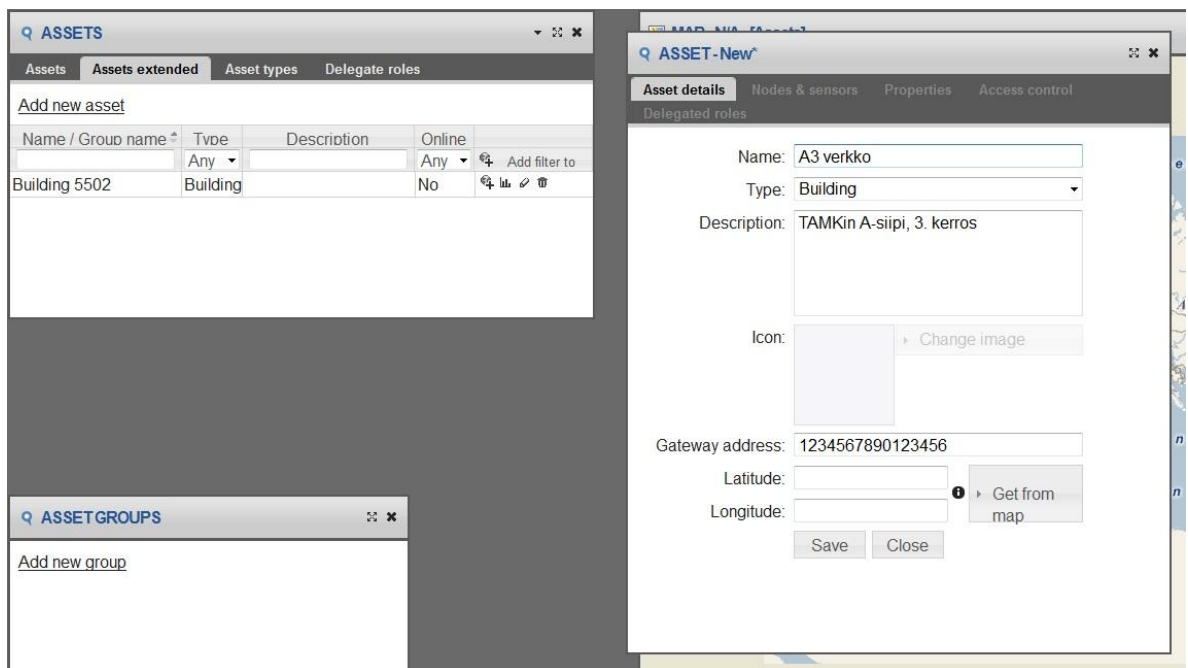 ASSETS
Assets Assets extended Asset types Delegate roles
Add new asset
Name / Group name Type Description Online
Any Any Add filter to
Building 5502 Building No
ASSETGROUPS
Add new group
MAP - N/A - [Assets]
ASSET-New*
Asset details Nodes & sensors Properties Access control
Delegated roles
Name: A3 verkko
Type: Building
Description: TAMKin A-siipi, 3. kerros
Icon: Change image
Gateway address: 1234567890123456
Latitude:
Longitude:
Get from
map
Save Close
e
A
n
n